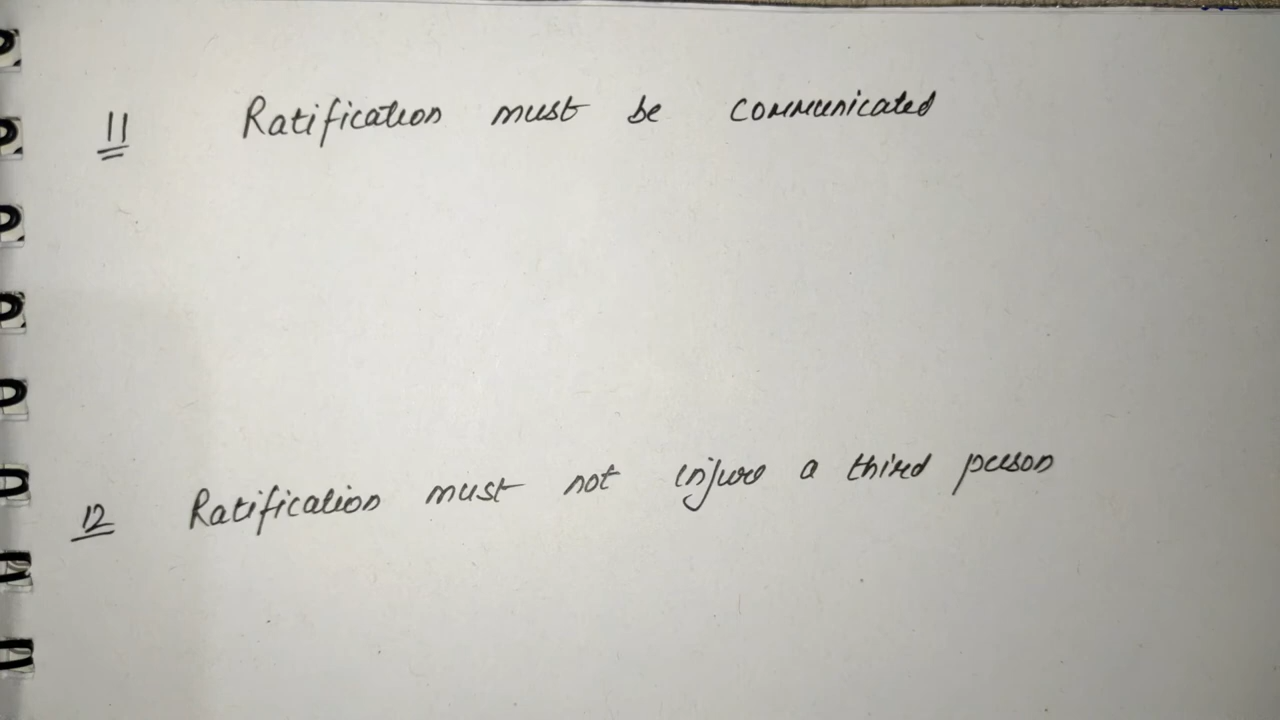 11 Ratification must be communicated
12 Ratification must not injure a third person